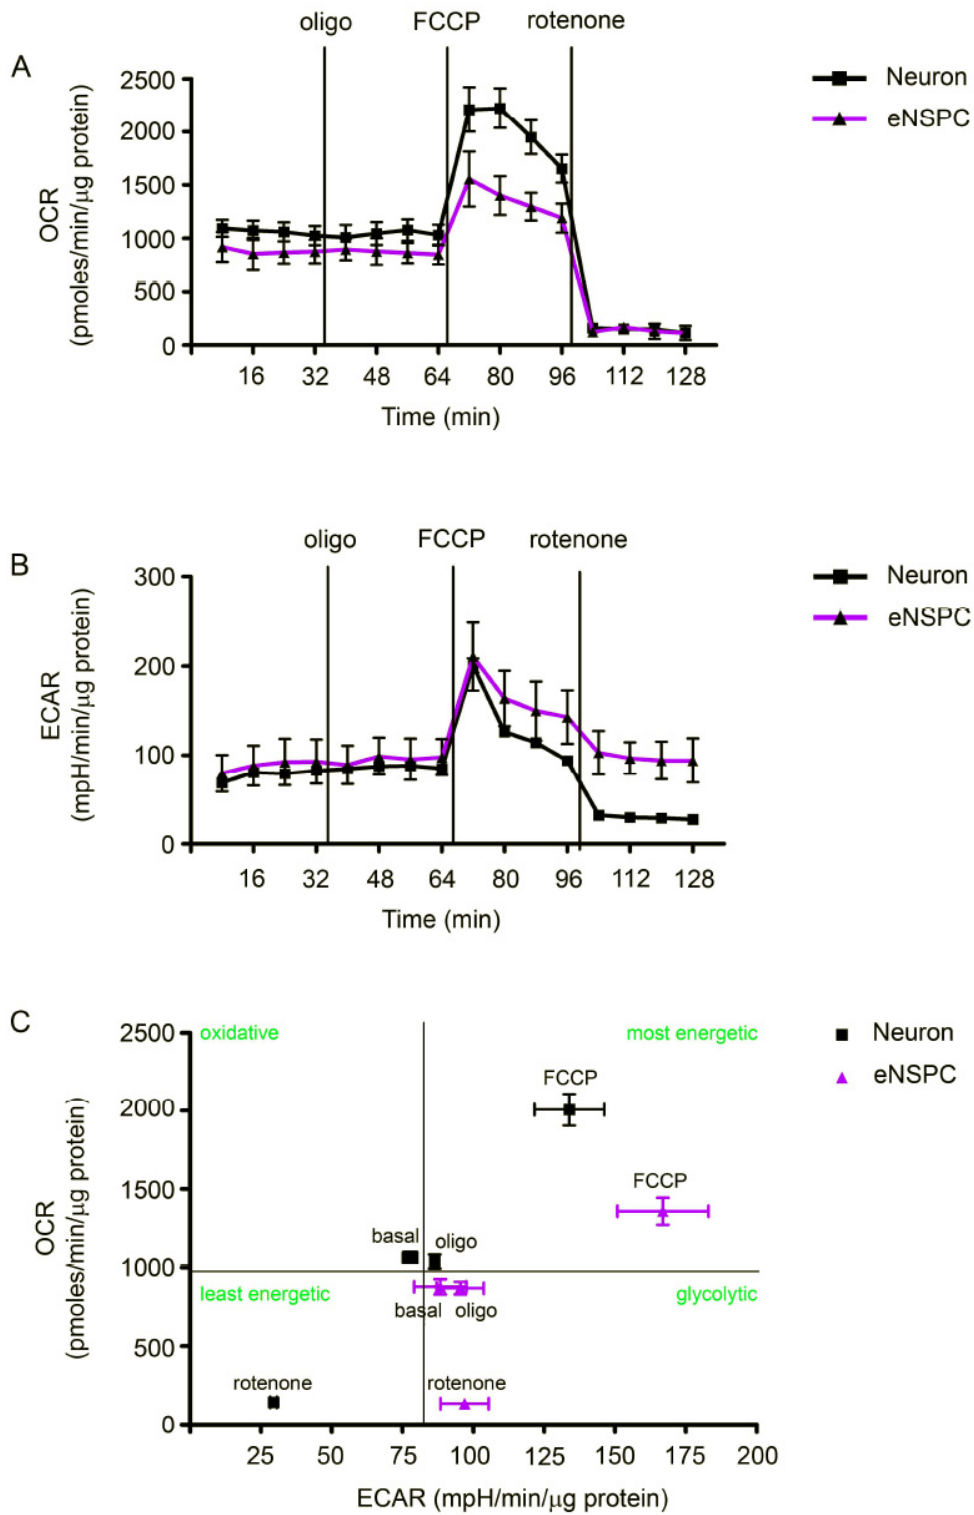 oligo FCCP rotenone
A
2500
2000
1500
1000
500
0
OCR
(pmoles/min/μg protein)
16 32 48 64 80 96 112 128
Time (min)
Neuron
eNSPC
oligo FCCP rotenone
B
300
200
100
0
ECAR
(mpH/min/μg protein)
16 32 48 64 80 96 112 128
Time (min)
Neuron
eNSPC
C
2500
2000
1500
1000
500
0
OCR
(pmoles/min/μg protein)
oxidative most energetic
FCCP
FCCP
basal oligo
least energetic glycolytic
basal oligo
rotenone rotenone
25 50 75 100 125 150 175 200
ECAR (mpH/min/μg protein)
Neuron
eNSPC